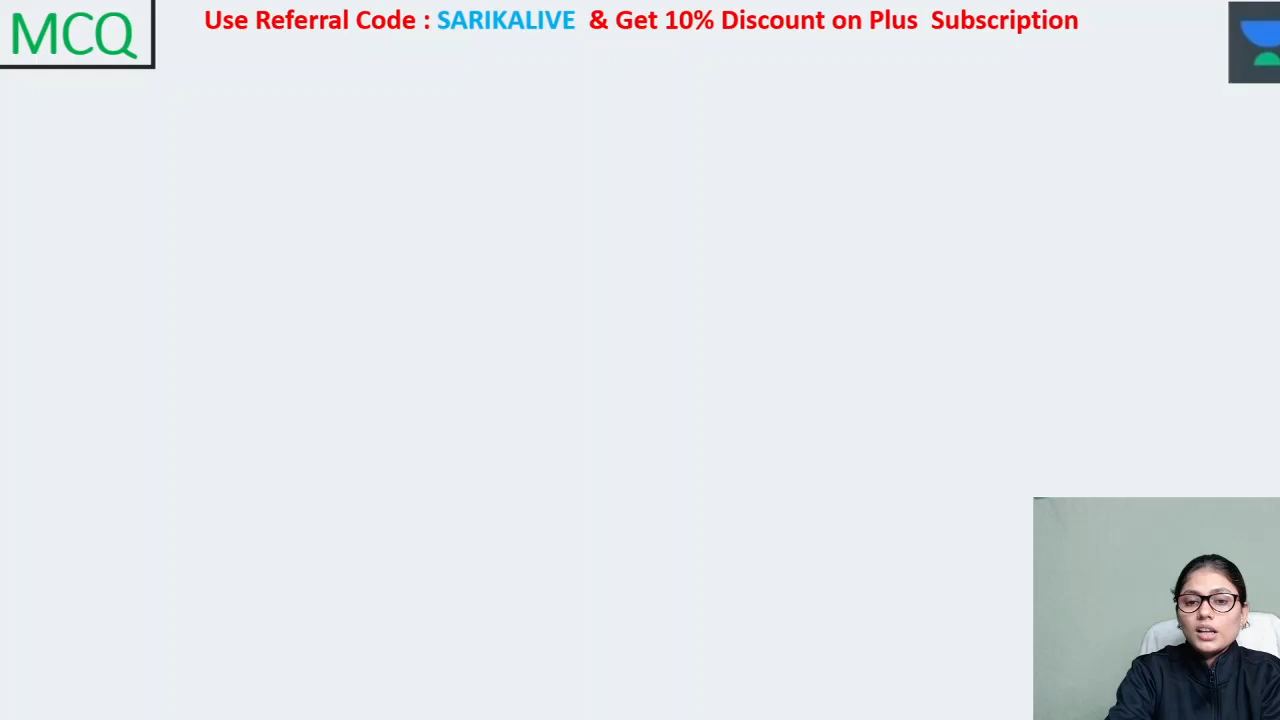 MCQ
Use Referral Code : SARIKALIVE & Get 10% Discount on Plus Subscription